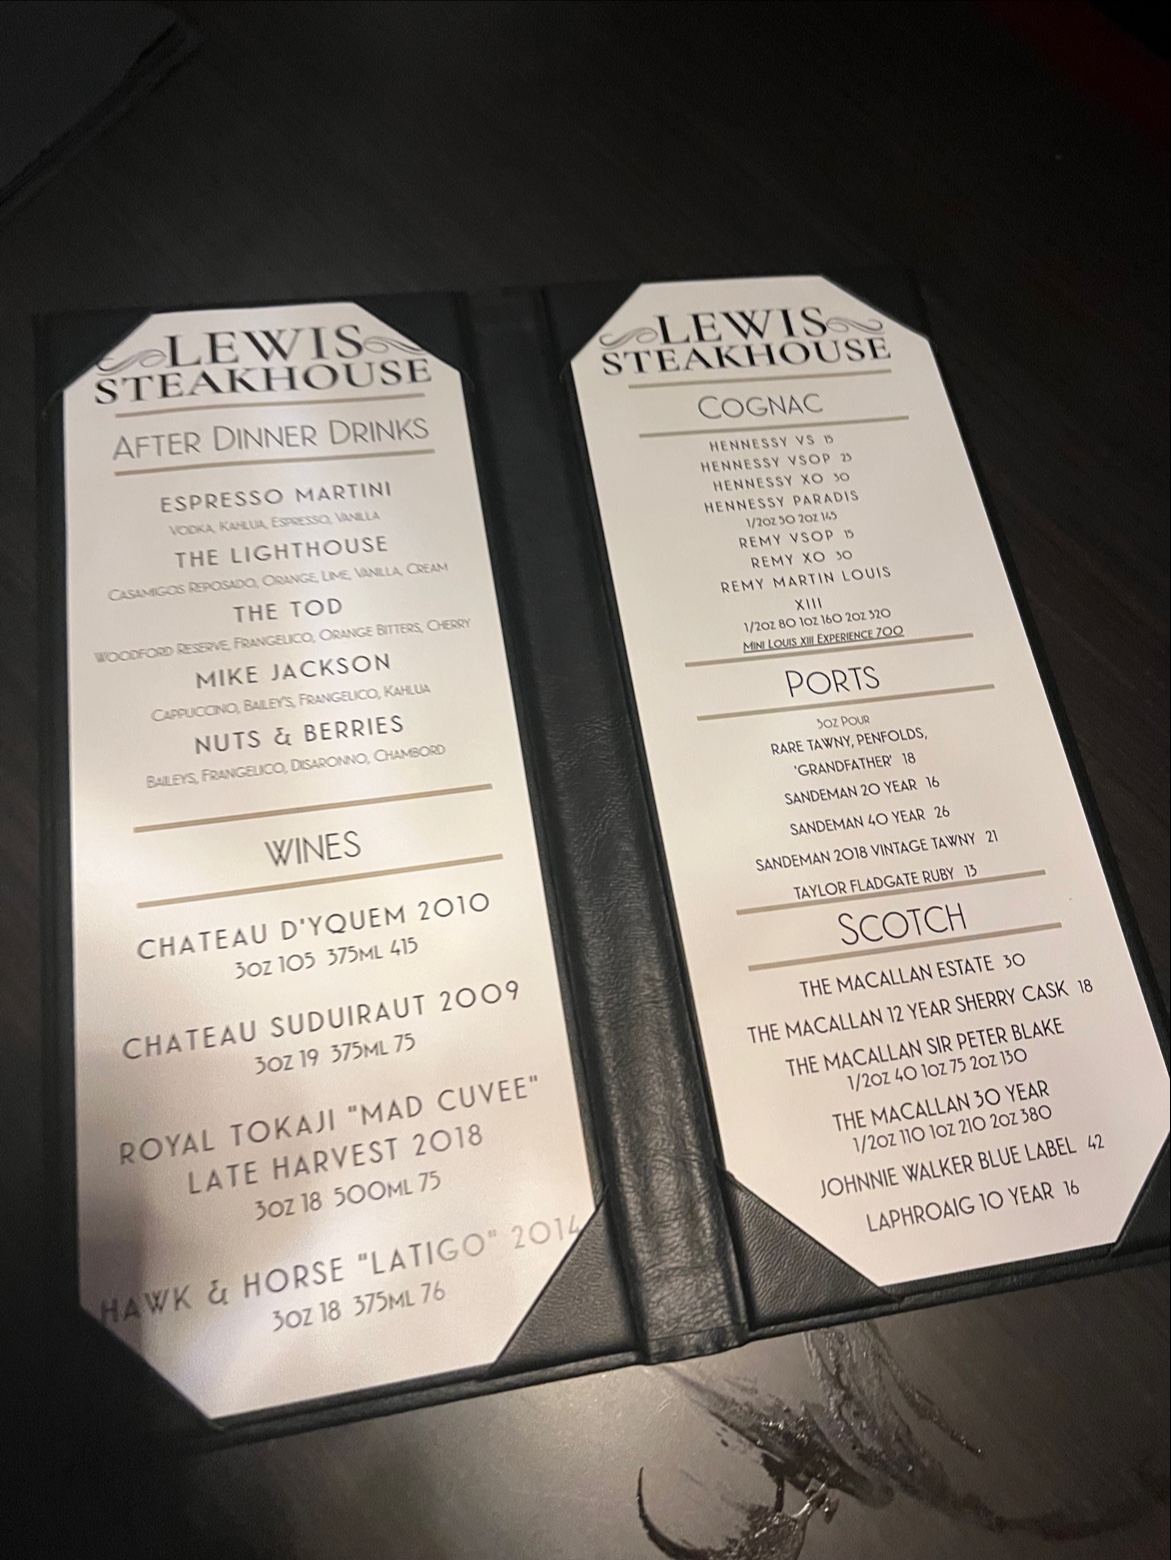 LEWIS
STEAKHOUSE
AFTER DINNER DRINKS
ESPRESSO MARTINI
VODKA, KAHLUA, ESPRESSO, VANILLA
THE LIGHTHOUSE
CASAMIGOS REPOSADO, ORANGE, LIME, VANILLA, CREAM
THE TOD
WOODFORD RESERVE, FRANGELICO, ORANGE BITTERS, CHERRY
MIKE JACKSON
CAPPUCCINO, BAILEY'S, FRANGELICO, KAHLUA
NUTS & BERRIES
BAILEYS, FRANGELICO, DISARONNO, CHAMBORD
WINES
CHATEAU D'YQUEM 2010
3OZ 105 375ML 415
CHATEAU SUDUIRAUT 2009
3OZ 19 375ML 75
ROYAL TOKAJI "MAD CUVEE"
LATE HARVEST 2018
3OZ 18 500ML 75
HAWK & HORSE "LATIGO" 2014
3OZ 18 375ML 76
LEWIS
STEAKHOUSE
COGNAC
HENNESSY VS 15
HENNESSY VSOP 25
HENNESSY XO 50
HENNESSY PARADIS
1/2OZ 50 2OZ 145
REMY VSOP 15
REMY XO 30
REMY MARTIN LOUIS
XIII
1/2OZ 80 1OZ 160 2OZ 320
MINI LOUIS XIII EXPERIENCE 700
PORTS
3OZ POUR
RARE TAWNY, PENFOLDS,
'GRANDFATHER' 18
SANDEMAN 20 YEAR 16
SANDEMAN 40 YEAR 26
SANDEMAN 2018 VINTAGE TAWNY 21
TAYLOR FLADGATE RUBY 13
SCOTCH
THE MACALLAN ESTATE 30
THE MACALLAN 12 YEAR SHERRY CASK 18
THE MACALLAN SIR PETER BLAKE
1/2OZ 40 1OZ 75 2OZ 130
THE MACALLAN 30 YEAR
1/2OZ 110 1OZ 210 2OZ 380
JOHNNIE WALKER BLUE LABEL 42
LAPHROAIG 10 YEAR 16